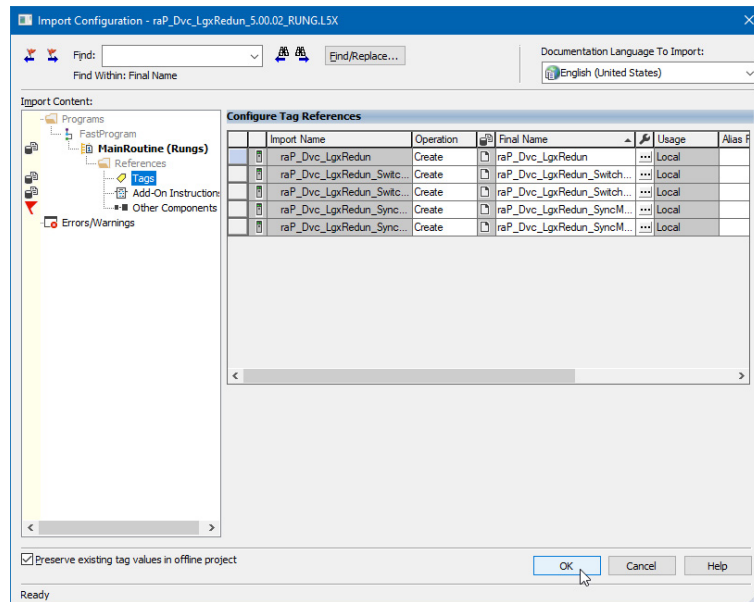 Import Configuration - raP_Dvc_LgxRedun_5.00.02_RUNG.L5X
Find:
Find/Replace...
Find Within: Final Name
Documentation Language To Import:
English (United States)
Import Content:
Programs
FastProgram
MainRoutine (Rungs)
References
Tags
Add-On Instruction
Other Components
Errors/Warnings
Configure Tag References
Import Name Operation Final Name Usage Alias F
raP_Dvc_LgxRedun Create raP_Dvc_LgxRedun Local
raP_Dvc_LgxRedun_Switc... Create raP_Dvc_LgxRedun_Switch... Local
raP_Dvc_LgxRedun_Switc... Create raP_Dvc_LgxRedun_Switch... Local
raP_Dvc_LgxRedun_Sync... Create raP_Dvc_LgxRedun_SyncM... Local
raP_Dvc_LgxRedun_Sync... Create raP_Dvc_LgxRedun_SyncM... Local
Preserve existing tag values in offline project
OK Cancel Help
Ready